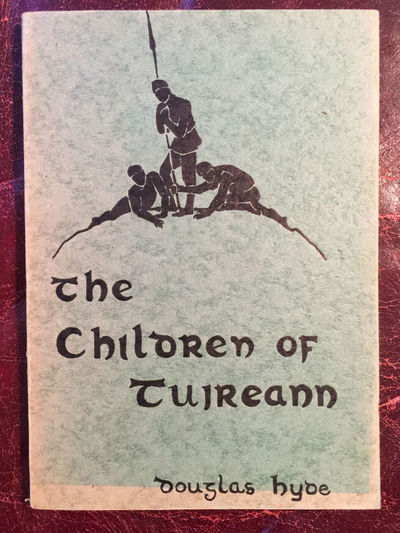 The
Children of
Tuireann
Douglas Hyde